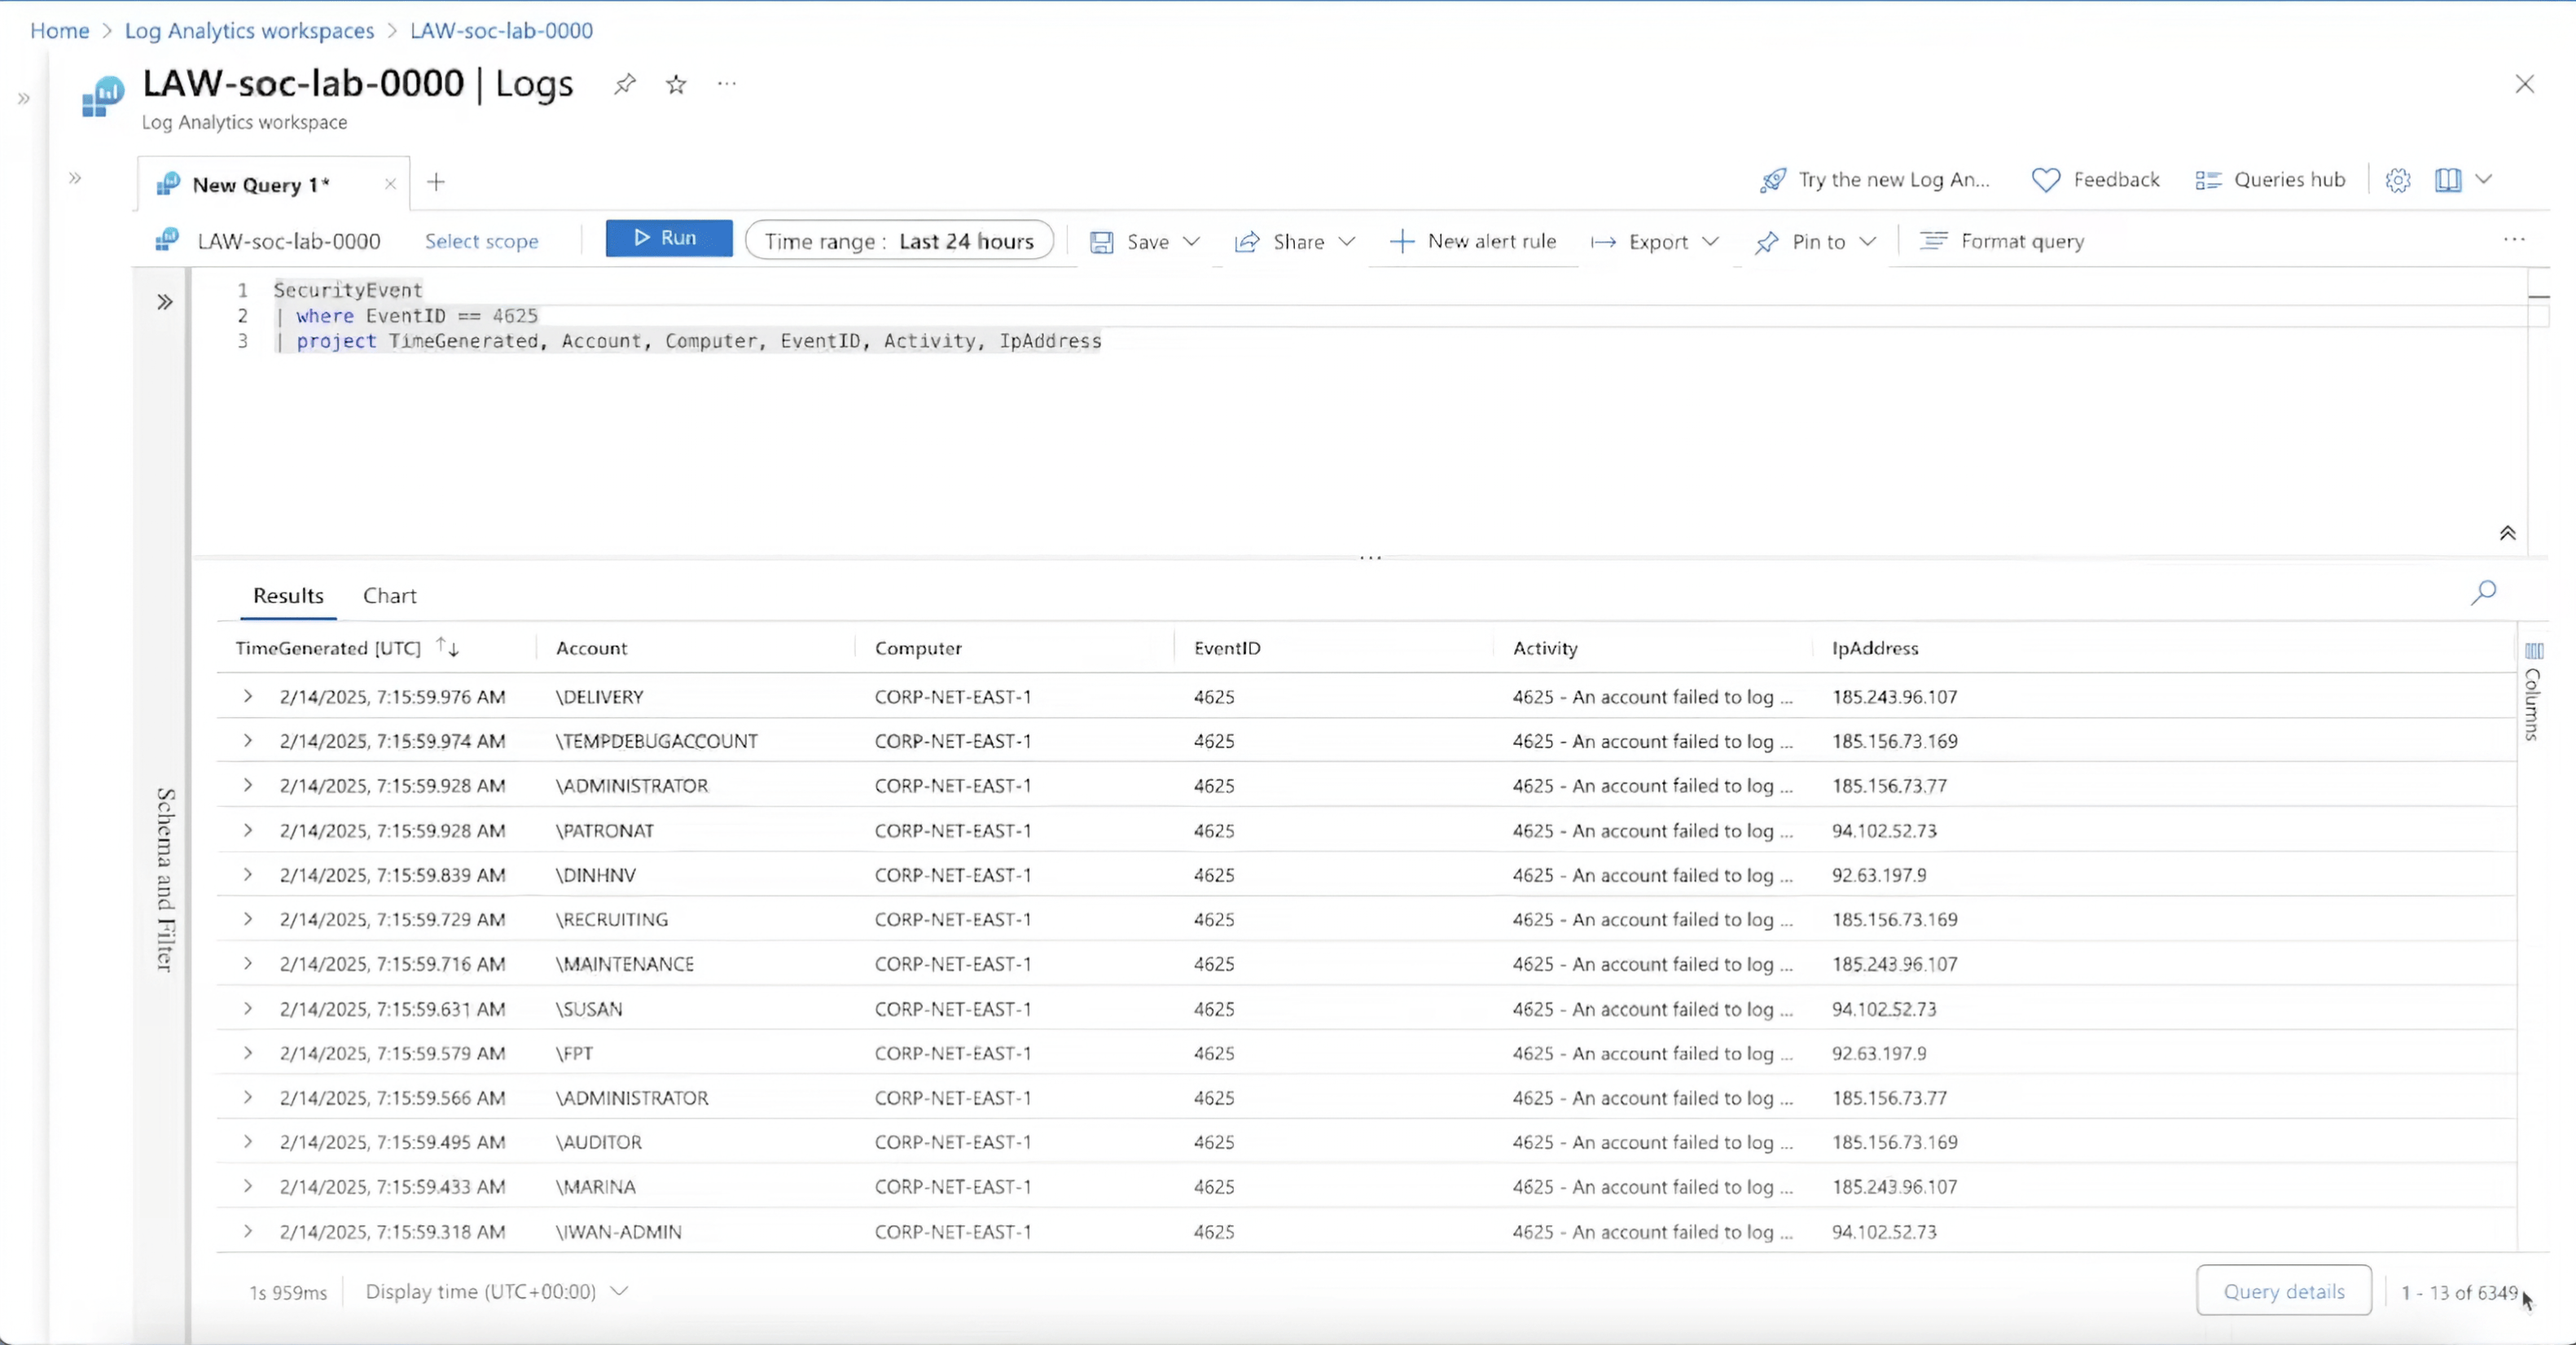 Home > Log Analytics workspaces > LAW-soc-lab-0000
LAW-soc-lab-0000 | Logs
Log Analytics workspace
New Query 1*
Try the new Log An... Feedback Queries hub
LAW-soc-lab-0000 Select scope Run Time range : Last 24 hours Save Share New alert rule Export Pin to Format query
1 SecurityEvent
2 | where EventID == 4625
3 | project TimeGenerated, Account, Computer, EventID, Activity, IpAddress
Schema and Filter
Results Chart
TimeGenerated [UTC] Account Computer EventID Activity IpAddress
2/14/2025, 7:15:59.976 AM \DELIVERY CORP-NET-EAST-1 4625 4625 - An account failed to log ... 185.243.96.107
2/14/2025, 7:15:59.974 AM \TEMPDEBUGACCOUNT CORP-NET-EAST-1 4625 4625 - An account failed to log ... 185.156.73.169
2/14/2025, 7:15:59.928 AM \ADMINISTRATOR CORP-NET-EAST-1 4625 4625 - An account failed to log ... 185.156.73.77
2/14/2025, 7:15:59.928 AM \PATRONAT CORP-NET-EAST-1 4625 4625 - An account failed to log ... 94.102.52.73
2/14/2025, 7:15:59.839 AM \DINHNV CORP-NET-EAST-1 4625 4625 - An account failed to log ... 92.63.197.9
2/14/2025, 7:15:59.729 AM \RECRUITING CORP-NET-EAST-1 4625 4625 - An account failed to log ... 185.156.73.169
2/14/2025, 7:15:59.716 AM \MAINTENANCE CORP-NET-EAST-1 4625 4625 - An account failed to log ... 185.243.96.107
2/14/2025, 7:15:59.631 AM \SUSAN CORP-NET-EAST-1 4625 4625 - An account failed to log ... 94.102.52.73
2/14/2025, 7:15:59.579 AM \FPT CORP-NET-EAST-1 4625 4625 - An account failed to log ... 92.63.197.9
2/14/2025, 7:15:59.566 AM \ADMINISTRATOR CORP-NET-EAST-1 4625 4625 - An account failed to log ... 185.156.73.77
2/14/2025, 7:15:59.495 AM \AUDITOR CORP-NET-EAST-1 4625 4625 - An account failed to log ... 185.156.73.169
2/14/2025, 7:15:59.433 AM \MARINA CORP-NET-EAST-1 4625 4625 - An account failed to log ... 185.243.96.107
2/14/2025, 7:15:59.318 AM \IWAN-ADMIN CORP-NET-EAST-1 4625 4625 - An account failed to log ... 94.102.52.73
Columns
1s 959ms Display time (UTC+00:00) Query details 1 - 13 of 6349